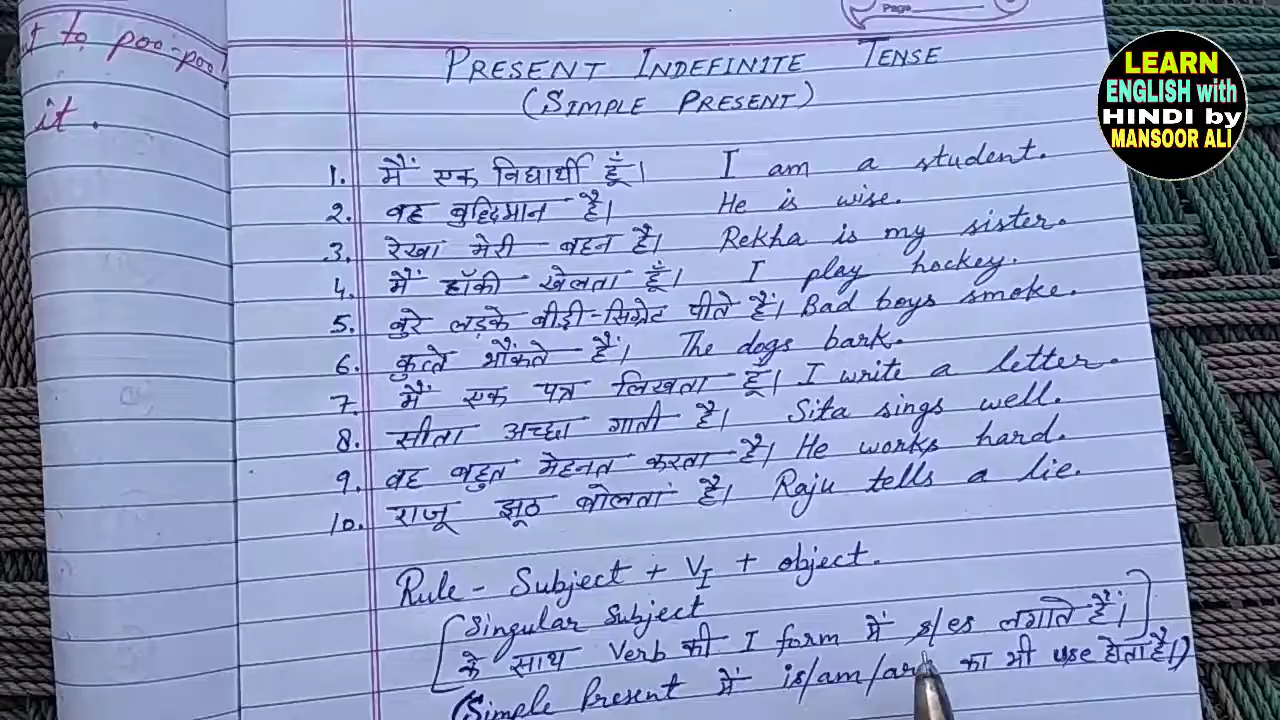 Page
ut to poo-poo
it.
LEARN
ENGLISH with
HINDI by
MANSOOR ALI
PRESENT INDEFINITE TENSE
(SIMPLE PRESENT)
1. मैं एक विद्यार्थी हूँ। I am a student.
2. वह बुद्धिमान है। He is wise.
3. रेखा मेरी बहन है। Rekha is my sister.
4. मैं हॉकी खेलता हूँ। I play hockey.
5. बुरे लड़के बीड़ी-सिग्रेट पीते हैं। Bad boys smoke.
6. कुत्ते भौंकते हैं। The dogs bark.
7. मैं एक पत्र लिखता हूँ। I write a letter.
8. सीता अच्छा गाती है। Sita sings well.
9. वह बहुत मेहनत करता है। He works hard.
10. राजू झूठ बोलता है। Raju tells a lie.
Rule - Subject + V I + object.
[Singular Subject
के साथ Verb की I form में s/es लगाते हैं।]
(Simple Present में is/am/are का भी use होता है।)